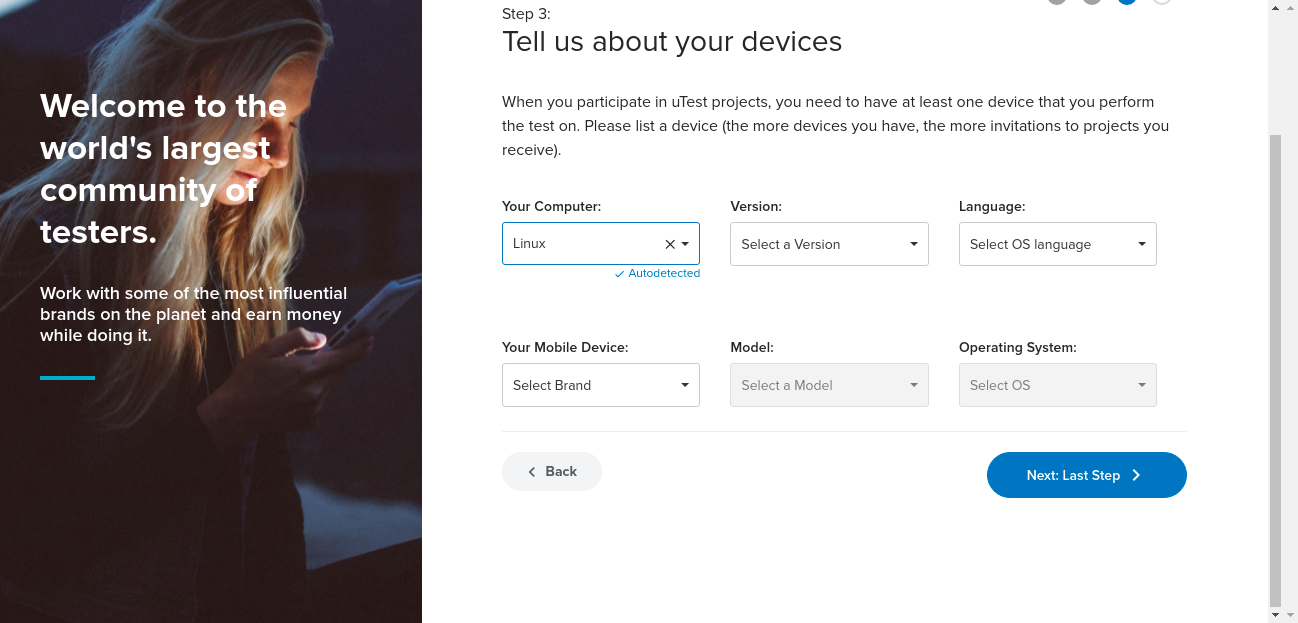 Welcome to the
world's largest
community of
testers.
Work with some of the most influential
brands on the planet and earn money
while doing it.
Step 3:
Tell us about your devices
When you participate in uTest projects, you need to have at least one device that you perform
the test on. Please list a device (the more devices you have, the more invitations to projects you
receive).
Your Computer: Version: Language:
Linux Select a Version Select OS language
Autodetected
Your Mobile Device: Model: Operating System:
Select Brand Select a Model Select OS
Back Next: Last Step